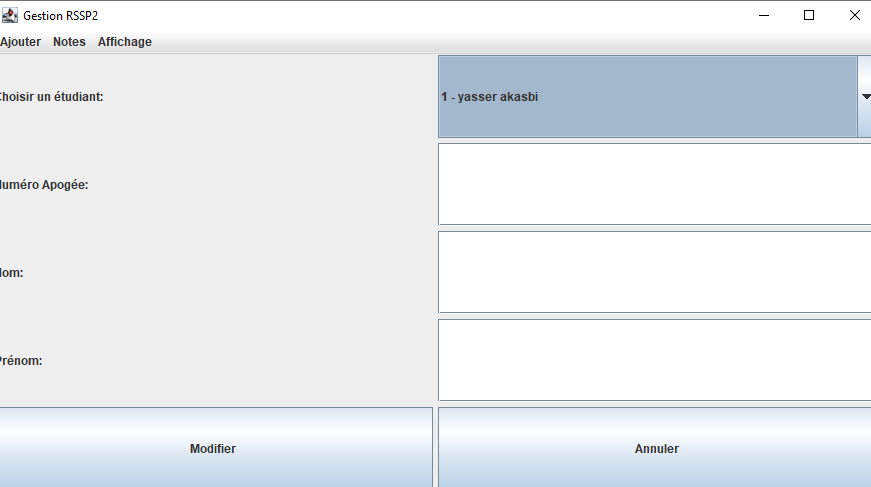 Gestion RSSP2
Ajouter Notes Affichage
Choisir un étudiant:
1 - yasser akasbi
Numéro Apogée:
Nom:
Prénom:
Modifier
Annuler